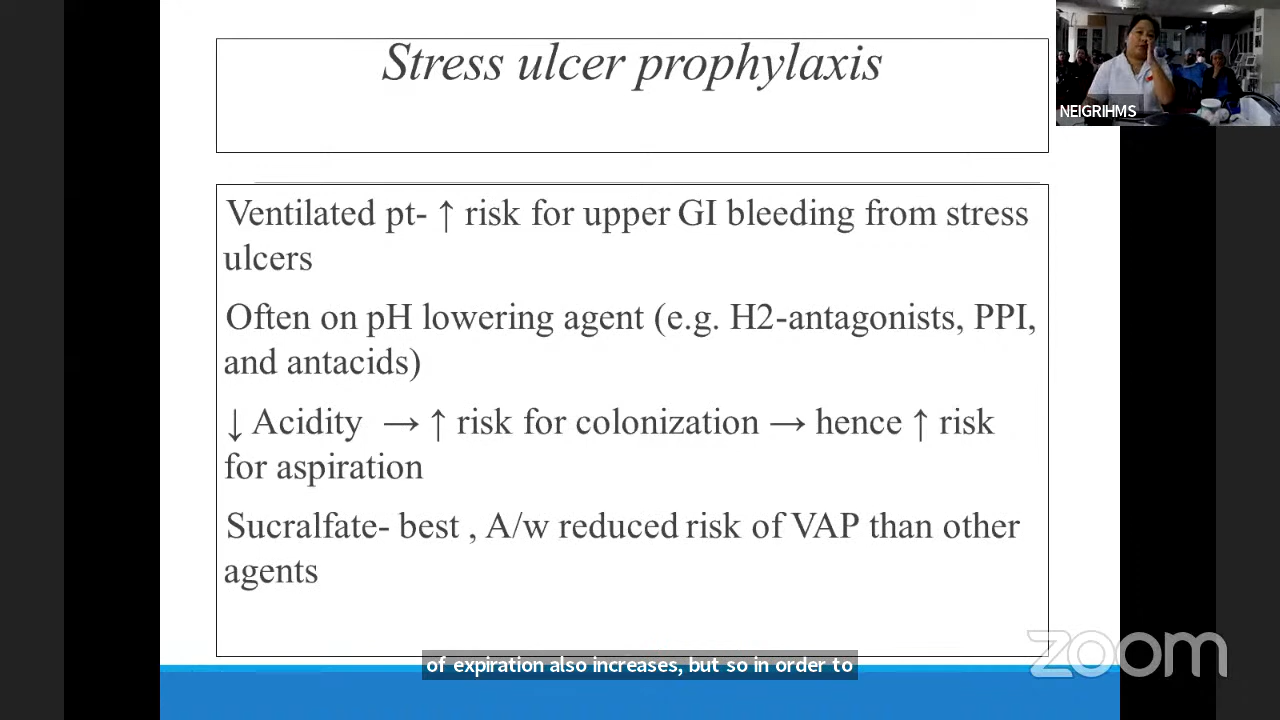 Stress ulcer prophylaxis
NEIGRIHMS
Ventilated pt- ↑ risk for upper GI bleeding from stress
ulcers
Often on pH lowering agent (e.g. H2-antagonists, PPI,
and antacids)
↓ Acidity → ↑ risk for colonization → hence ↑ risk
for aspiration
Sucralfate- best , A/w reduced risk of VAP than other
agents
of expiration also increases, but so in order to
zoom